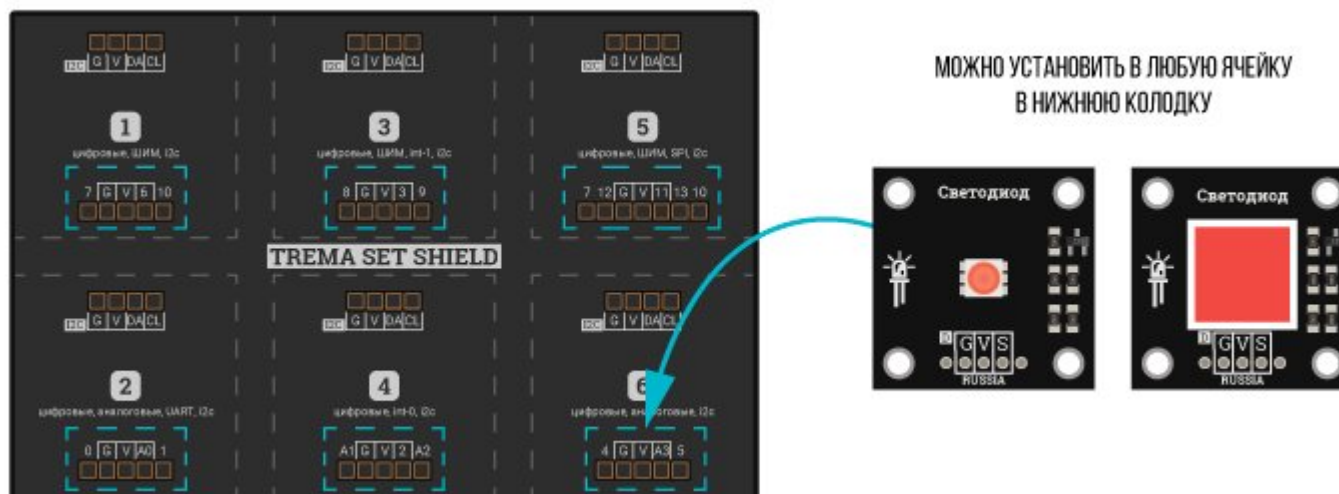 I2C G V DA CL
I2C G V DA CL
I2C G V DA CL
1
3
5
цифровые, ШИМ, i2c
цифровые, ШИМ, int-1, i2c
цифровые, ШИМ, SPI, i2c
7 G V 6 10
8 G V 3 9
7 12 G V 11 13 10
TREMA SET SHIELD
I2C G V DA CL
I2C G V DA CL
I2C G V DA CL
2
4
6
цифровые, аналоговые, UART, i2c
цифровые, int-0, i2c
цифровые, аналоговые, i2c
0 G V A0 1
A1 G V 2 A2
4 G V A3 5
МОЖНО УСТАНОВИТЬ В ЛЮБУЮ ЯЧЕЙКУ
В НИЖНЮЮ КОЛОДКУ
Светодиод
D G V S
RUSSIA
Светодиод
D G V S
RUSSIA